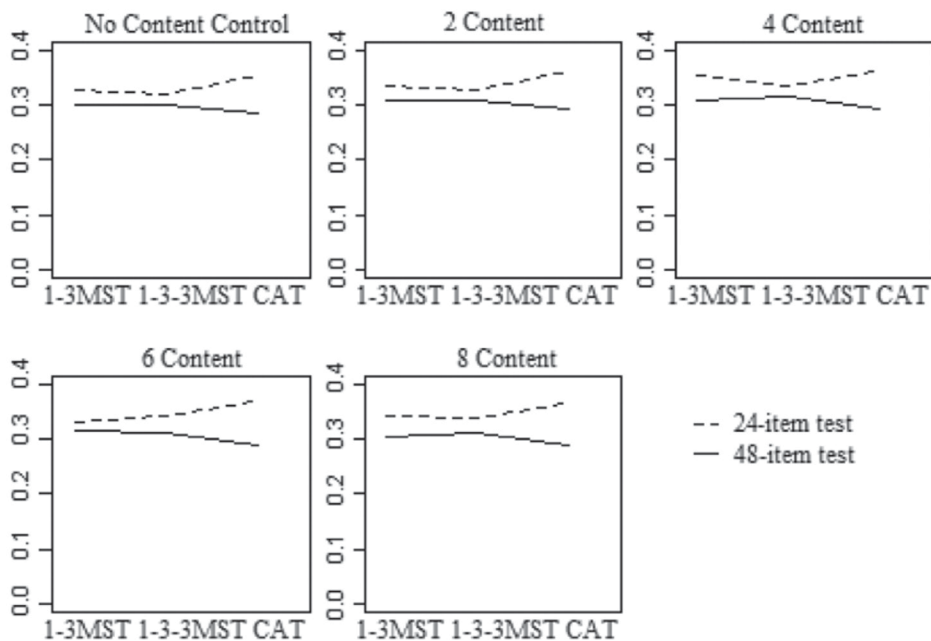 No Content Control
2 Content
4 Content
0.4
0.3
0.2
0.1
0.0
0.4
0.3
0.2
0.1
0.0
0.4
0.3
0.2
0.1
0.0
1-3MST 1-3-3MST CAT
1-3MST 1-3-3MST CAT
1-3MST 1-3-3MST CAT
6 Content
8 Content
0.4
0.3
0.2
0.1
0.0
0.4
0.3
0.2
0.1
0.0
1-3MST 1-3-3MST CAT
1-3MST 1-3-3MST CAT
24-item test
48-item test